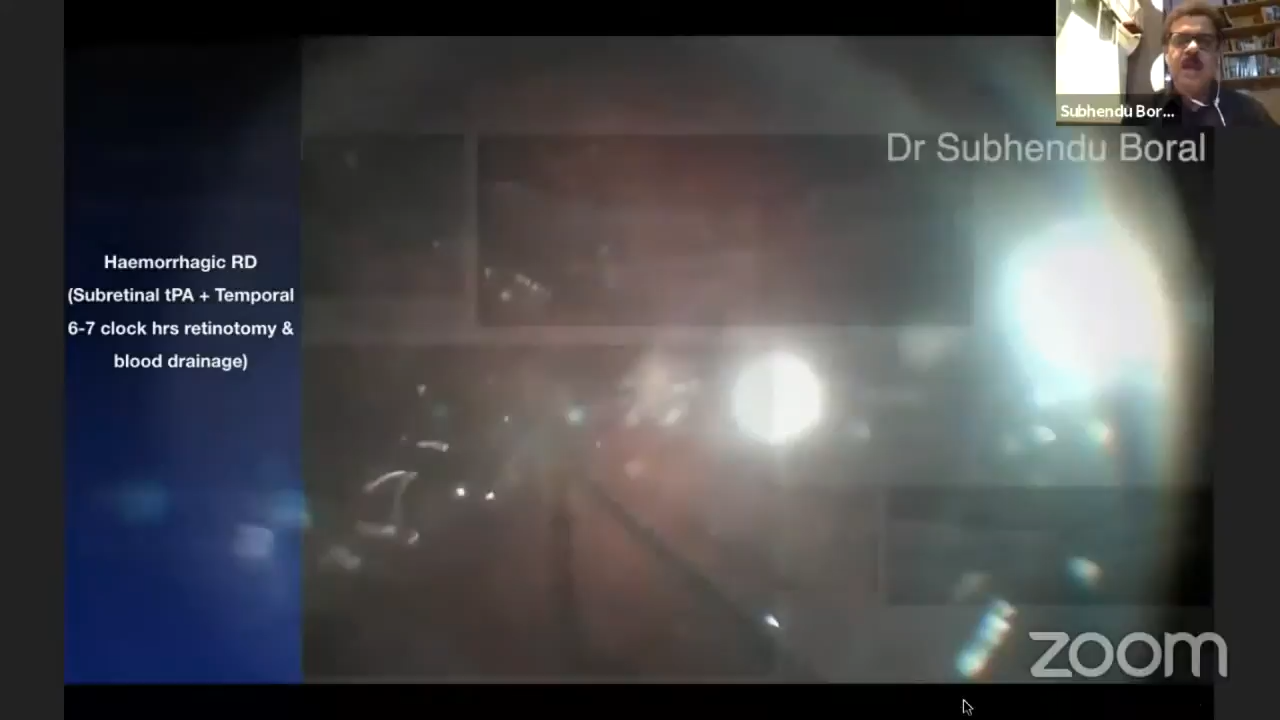 Subhendu Bor...
Dr Subhendu Boral
Haemorrhagic RD
(Subretinal tPA + Temporal
6-7 clock hrs retinotomy &
blood drainage)
zoom